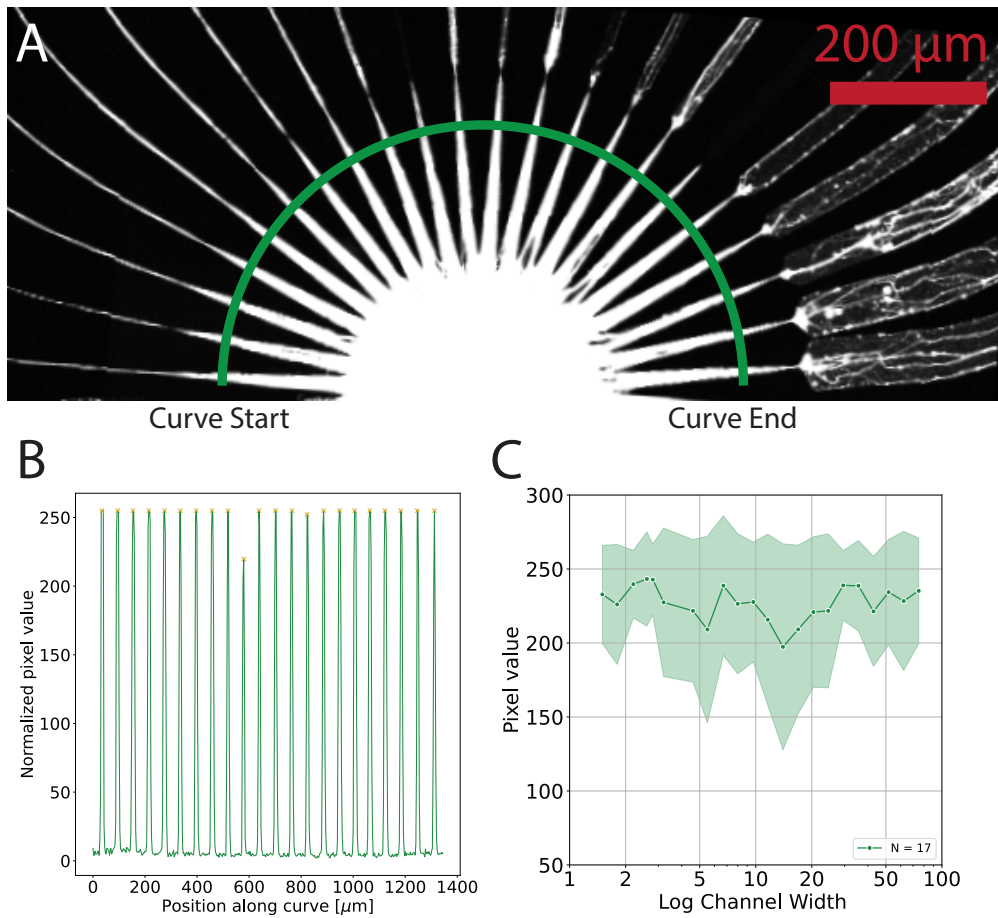 A
200 µm
Curve Start
Curve End
B
C
Normalized pixel value
250
200
150
100
50
0
0 200 400 600 800 1000 1200 1400
Position along curve [µm]
Pixel value
300
250
200
150
100
50
N = 17
1 2 5 10 20 50 100
Log Channel Width